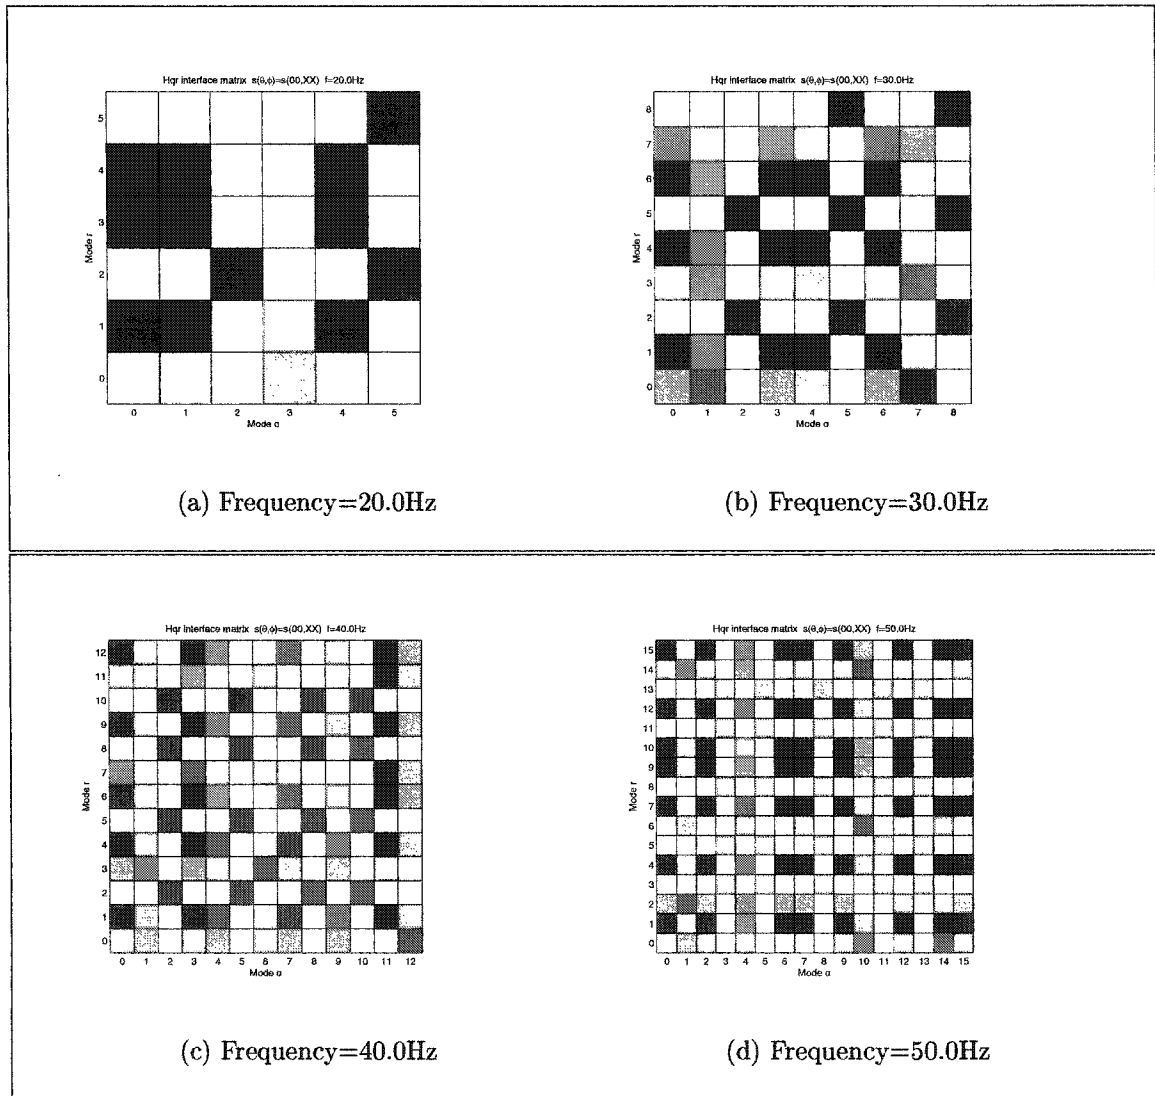 Hqr interface matrix s(θ,φ)=s(00,XX) f=20.0Hz
5
4
3
2
1
0
Mode r
0 1 2 3 4 5
Mode α
(a) Frequency=20.0Hz
Hqr interface matrix s(θ,φ)=s(00,XX) f=30.0Hz
8
7
6
5
4
3
2
1
0
Mode r
0 1 2 3 4 5 6 7 8
Mode α
(b) Frequency=30.0Hz
Hqr interface matrix s(θ,φ)=s(00,XX) f=40.0Hz
12
11
10
9
8
7
6
5
4
3
2
1
0
Mode r
0 1 2 3 4 5 6 7 8 9 10 11 12
Mode α
(c) Frequency=40.0Hz
Hqr interface matrix s(θ,φ)=s(00,XX) f=50.0Hz
15
14
13
12
11
10
9
8
7
6
5
4
3
2
1
0
Mode r
0 1 2 3 4 5 6 7 8 9 10 11 12 13 14 15
Mode α
(d) Frequency=50.0Hz